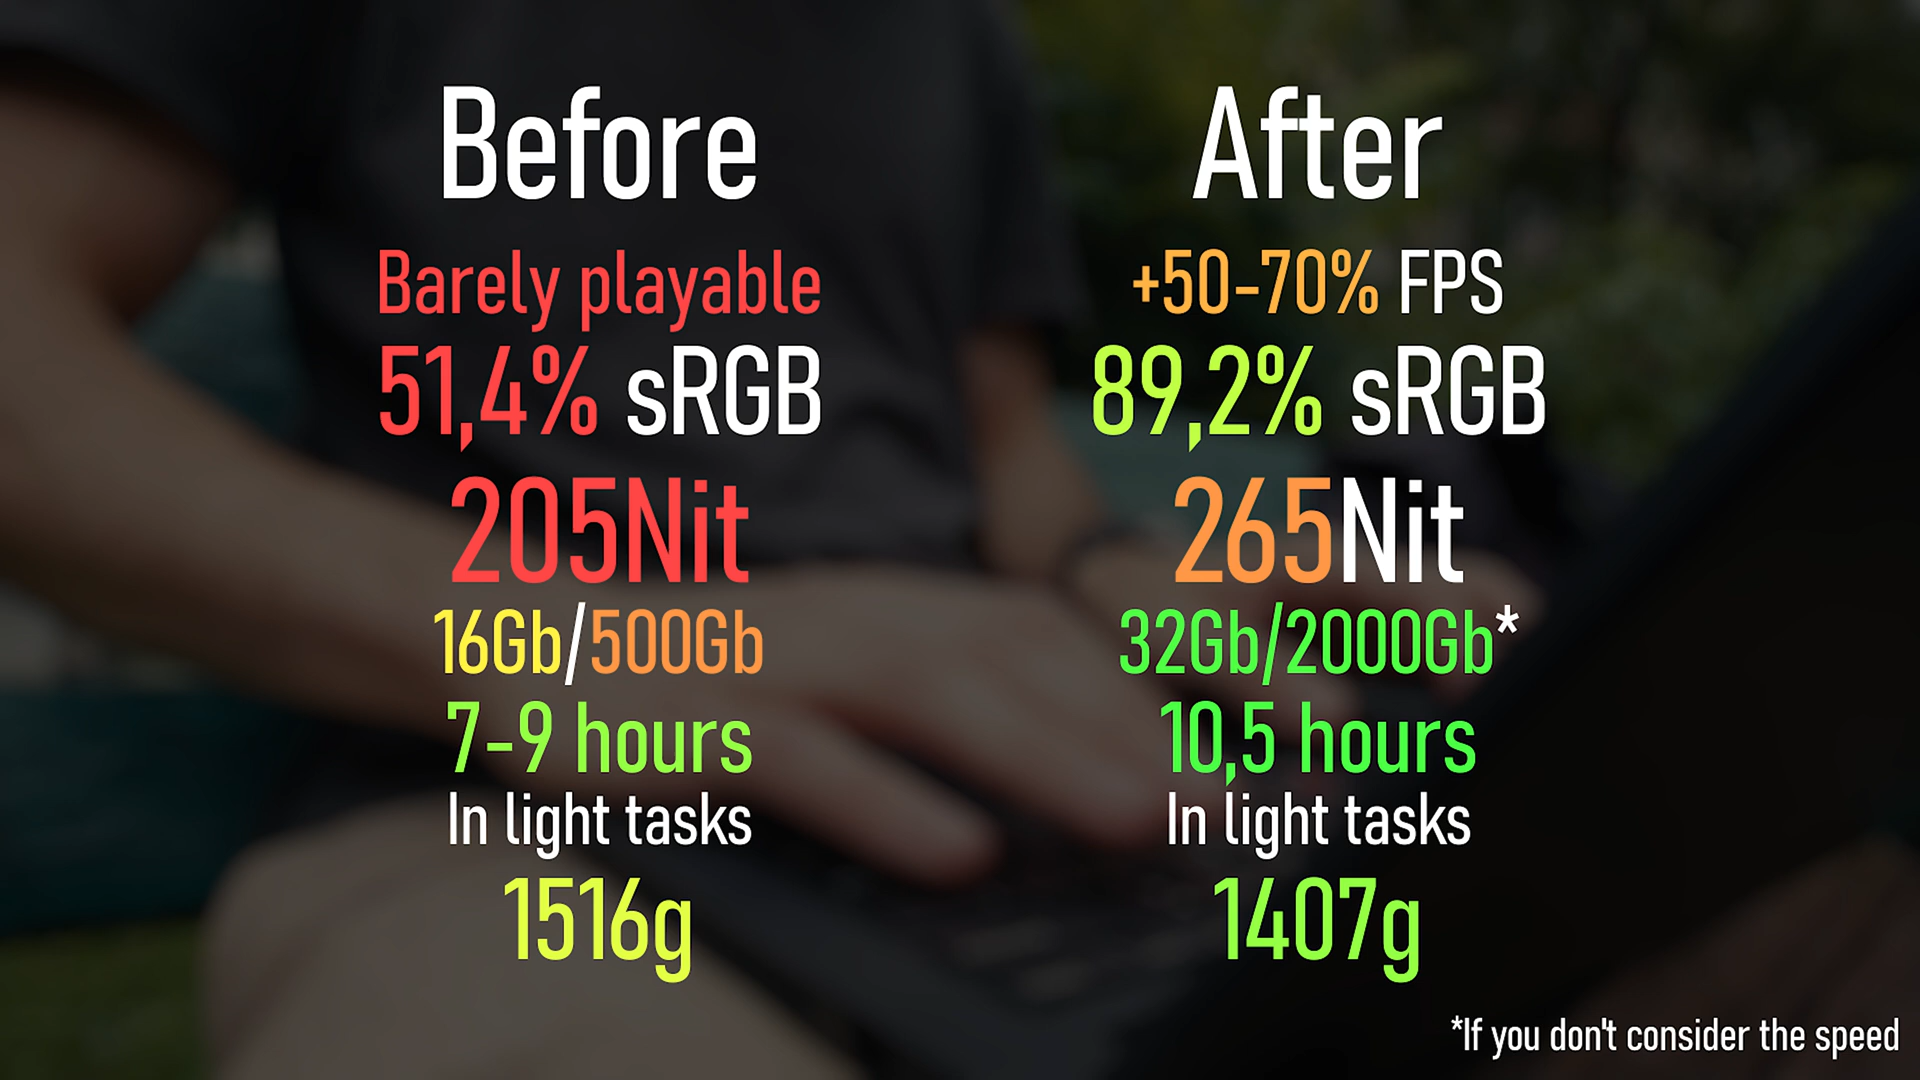 Before
Barely playable
51,4% sRGB
205Nit
16Gb/500Gb
7-9 hours
In light tasks
1516g
After
+50-70% FPS
89,2% sRGB
265Nit
32Gb/2000Gb*
10,5 hours
In light tasks
1407g
*If you don't consider the speed